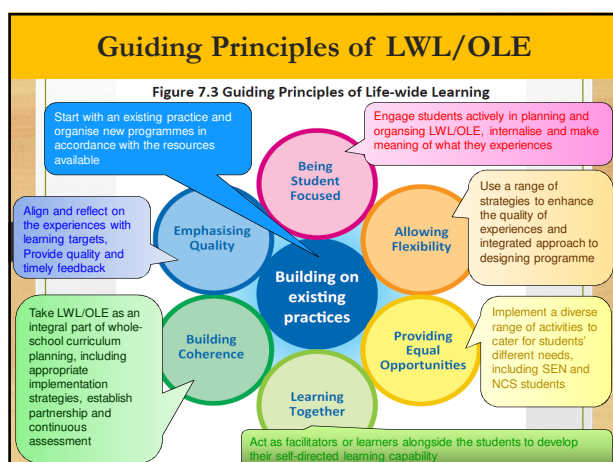 Guiding Principles of LWL/OLE
Figure 7.3 Guiding Principles of Life-wide Learning
Start with an existing practice and
organise new programmes in
accordance with the resources
available
Engage students actively in planning and
organsing LWL/OLE, internalise and make
meaning of what they experiences
Being
Student
Focused
Align and reflect on
the experiences with
learning targets,
Provide quality and
timely feedback
Emphasising
Quality
Allowing
Flexibility
Use a range of
strategies to enhance
the quality of
experiences and
integrated approach to
designing programme
Building on
existing
practices
Take LWL/OLE as an
integral part of whole-
school curriculum
planning, including
appropriate
implementation
strategies, establish
partnership and
continuous
assessment
Building
Coherence
Providing
Equal
Opportunities
Implement a diverse
range of activities to
cater for students'
different needs,
including SEN and
NCS students
Learning
Together
Act as facilitators or learners alongside the students to develop
their self-directed learning capability